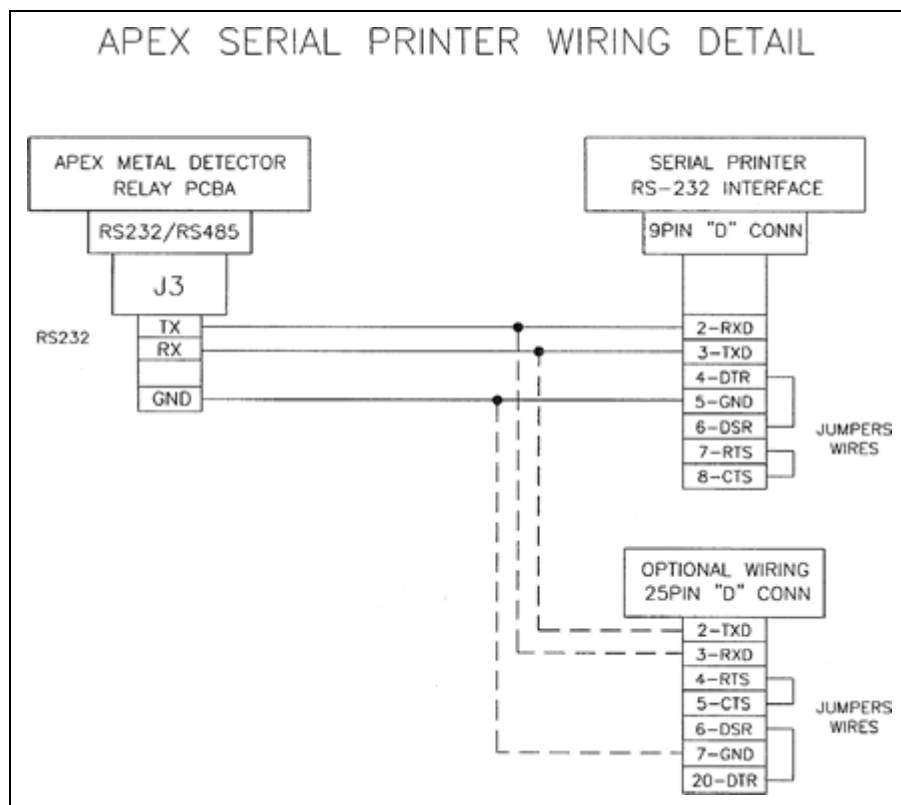 APEX SERIAL PRINTER WIRING DETAIL
APEX METAL DETECTOR
RELAY PCBA
RS232/RS485
J3
RS232
TX
RX
GND
SERIAL PRINTER
RS-232 INTERFACE
9PIN "D" CONN
2-RXD
3-TXD
4-DTR
5-GND
6-DSR
7-RTS
8-CTS
JUMPERS
WIRES
OPTIONAL WIRING
25PIN "D" CONN
2-TXD
3-RXD
4-RTS
5-CTS
6-DSR
7-GND
20-DTR
JUMPERS
WIRES